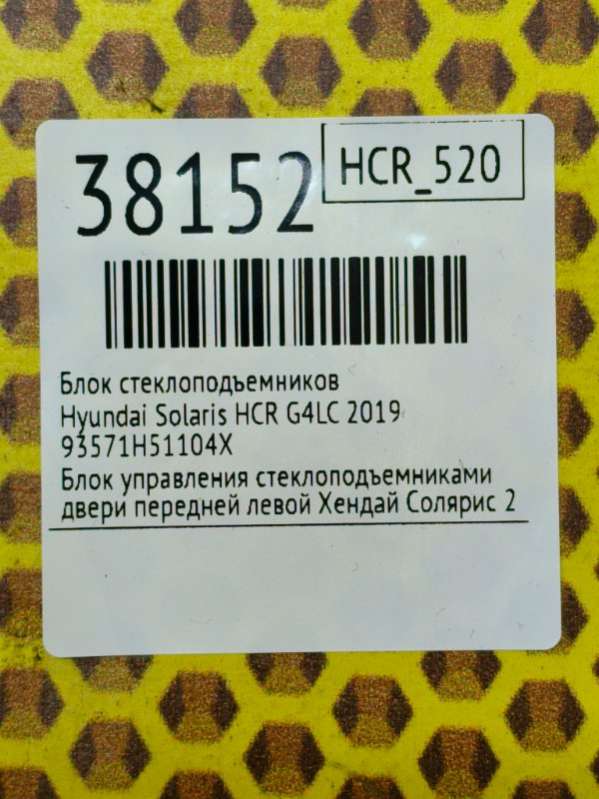 38152
HCR_520
Блок стеклоподъемников
Hyundai Solaris HCR G4LC 2019
93571H51104X
Блок управления стеклоподъемниками
двери передней левой Хендай Солярис 2